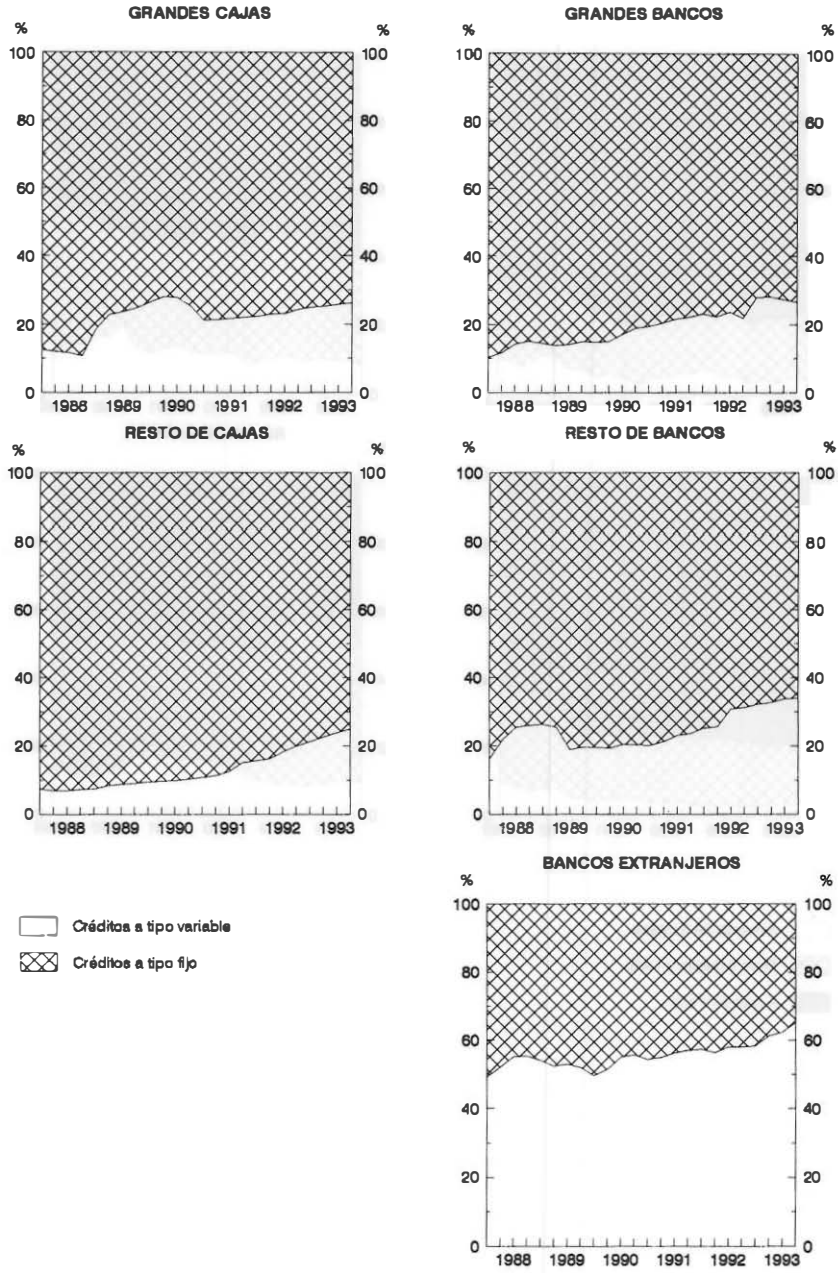 GRANDES CAJAS
% %
100 100
80 80
60 60
40 40
20 20
0 0
1988 1989 1990 1991 1992 1993
GRANDES BANCOS
% %
100 100
80 80
60 60
40 40
20 20
0 0
1988 1989 1990 1991 1992 1993
RESTO DE CAJAS
% %
100 100
80 80
60 60
40 40
20 20
0 0
1988 1989 1990 1991 1992 1993
RESTO DE BANCOS
% %
100 100
80 80
60 60
40 40
20 20
0 0
1988 1989 1990 1991 1992 1993
Créditos a tipo variable
Créditos a tipo fijo
BANCOS EXTRANJEROS
% %
100 100
80 80
60 60
40 40
20 20
0 0
1988 1989 1990 1991 1992 1993